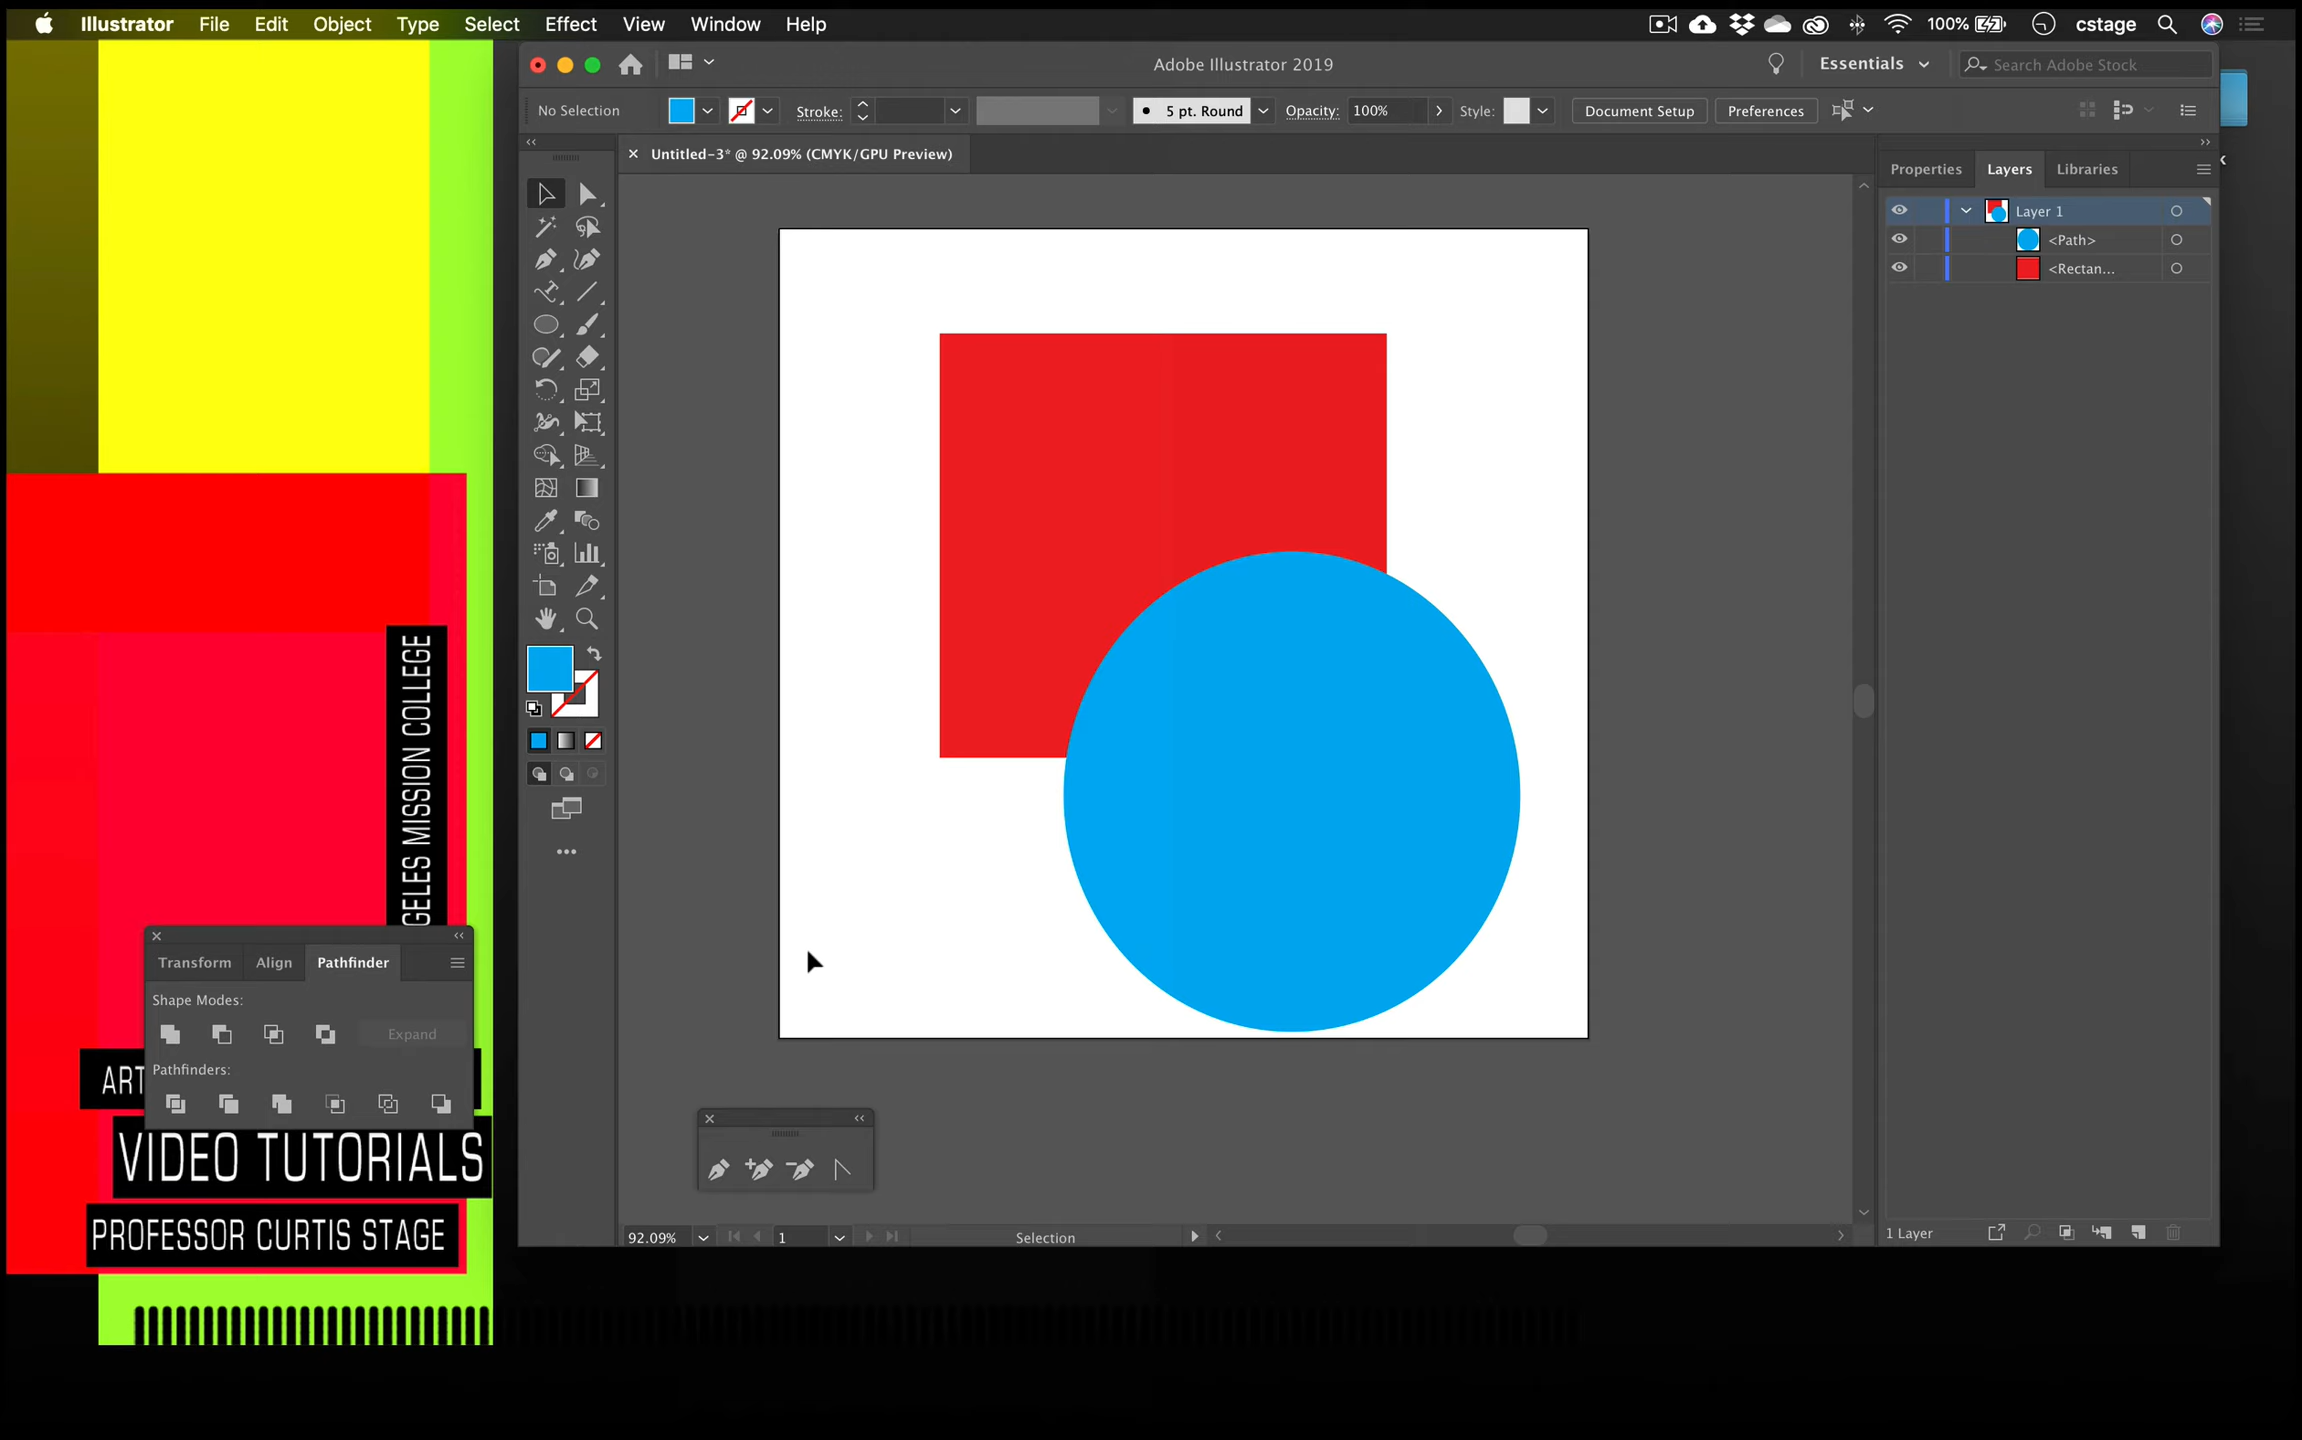 Illustrator File Edit Object Type Select Effect View Window Help
100% cstage
Adobe Illustrator 2019
Essentials
Search Adobe Stock
No Selection
Stroke:
5 pt. Round
Opacity: 100%
Style:
Document Setup
Preferences
Untitled-3* @ 92.09% (CMYK/GPU Preview)
Properties Layers Libraries
Layer 1
<Path>
<Rectan...
GELES MISSION COLLEGE
Transform Align Pathfinder
Shape Modes:
Expand
Pathfinders:
ART
VIDEO TUTORIALS
PROFESSOR CURTIS STAGE
92.09% 1 Selection
1 Layer